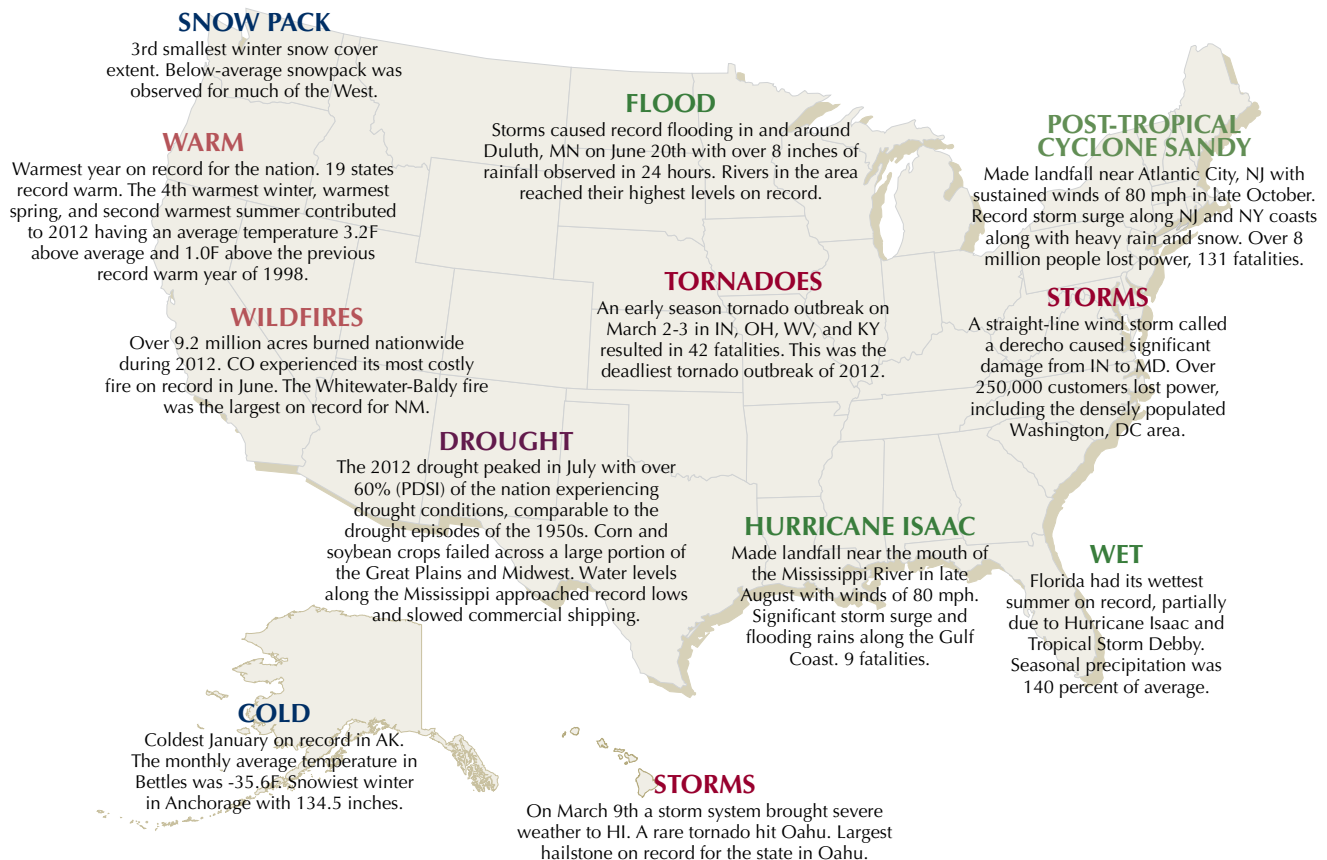 SNOW PACK
3rd smallest winter snow cover
extent. Below-average snowpack was
observed for much of the West.
WARM
Warmest year on record for the nation. 19 states
record warm. The 4th warmest winter, warmest
spring, and second warmest summer contributed
to 2012 having an average temperature 3.2F
above average and 1.0F above the previous
record warm year of 1998.
WILDFIRES
Over 9.2 million acres burned nationwide
during 2012. CO experienced its most costly
fire on record in June. The Whitewater-Baldy fire
was the largest on record for NM.
FLOOD
Storms caused record flooding in and around
Duluth, MN on June 20th with over 8 inches of
rainfall observed in 24 hours. Rivers in the area
reached their highest levels on record.
POST-TROPICAL
CYCLONE SANDY
Made landfall near Atlantic City, NJ with
sustained winds of 80 mph in late October.
Record storm surge along NJ and NY coasts
along with heavy rain and snow. Over 8
million people lost power, 131 fatalities.
TORNADOES
An early season tornado outbreak on
March 2-3 in IN, OH, WV, and KY
resulted in 42 fatalities. This was the
deadliest tornado outbreak of 2012.
STORMS
A straight-line wind storm called
a derecho caused significant
damage from IN to MD. Over
250,000 customers lost power,
including the densely populated
Washington, DC area.
DROUGHT
The 2012 drought peaked in July with over
60% (PDSI) of the nation experiencing
drought conditions, comparable to the
drought episodes of the 1950s. Corn and
soybean crops failed across a large portion of
the Great Plains and Midwest. Water levels
along the Mississippi approached record lows
and slowed commercial shipping.
HURRICANE ISAAC
Made landfall near the mouth of
the Mississippi River in late
August with winds of 80 mph.
Significant storm surge and
flooding rains along the Gulf
Coast. 9 fatalities.
WET
Florida had its wettest
summer on record, partially
due to Hurricane Isaac and
Tropical Storm Debby.
Seasonal precipitation was
140 percent of average.
COLD
Coldest January on record in AK.
The monthly average temperature in
Bettles was -35.6F. Snowiest winter
in Anchorage with 134.5 inches.
STORMS
On March 9th a storm system brought severe
weather to HI. A rare tornado hit Oahu. Largest
hailstone on record for the state in Oahu.